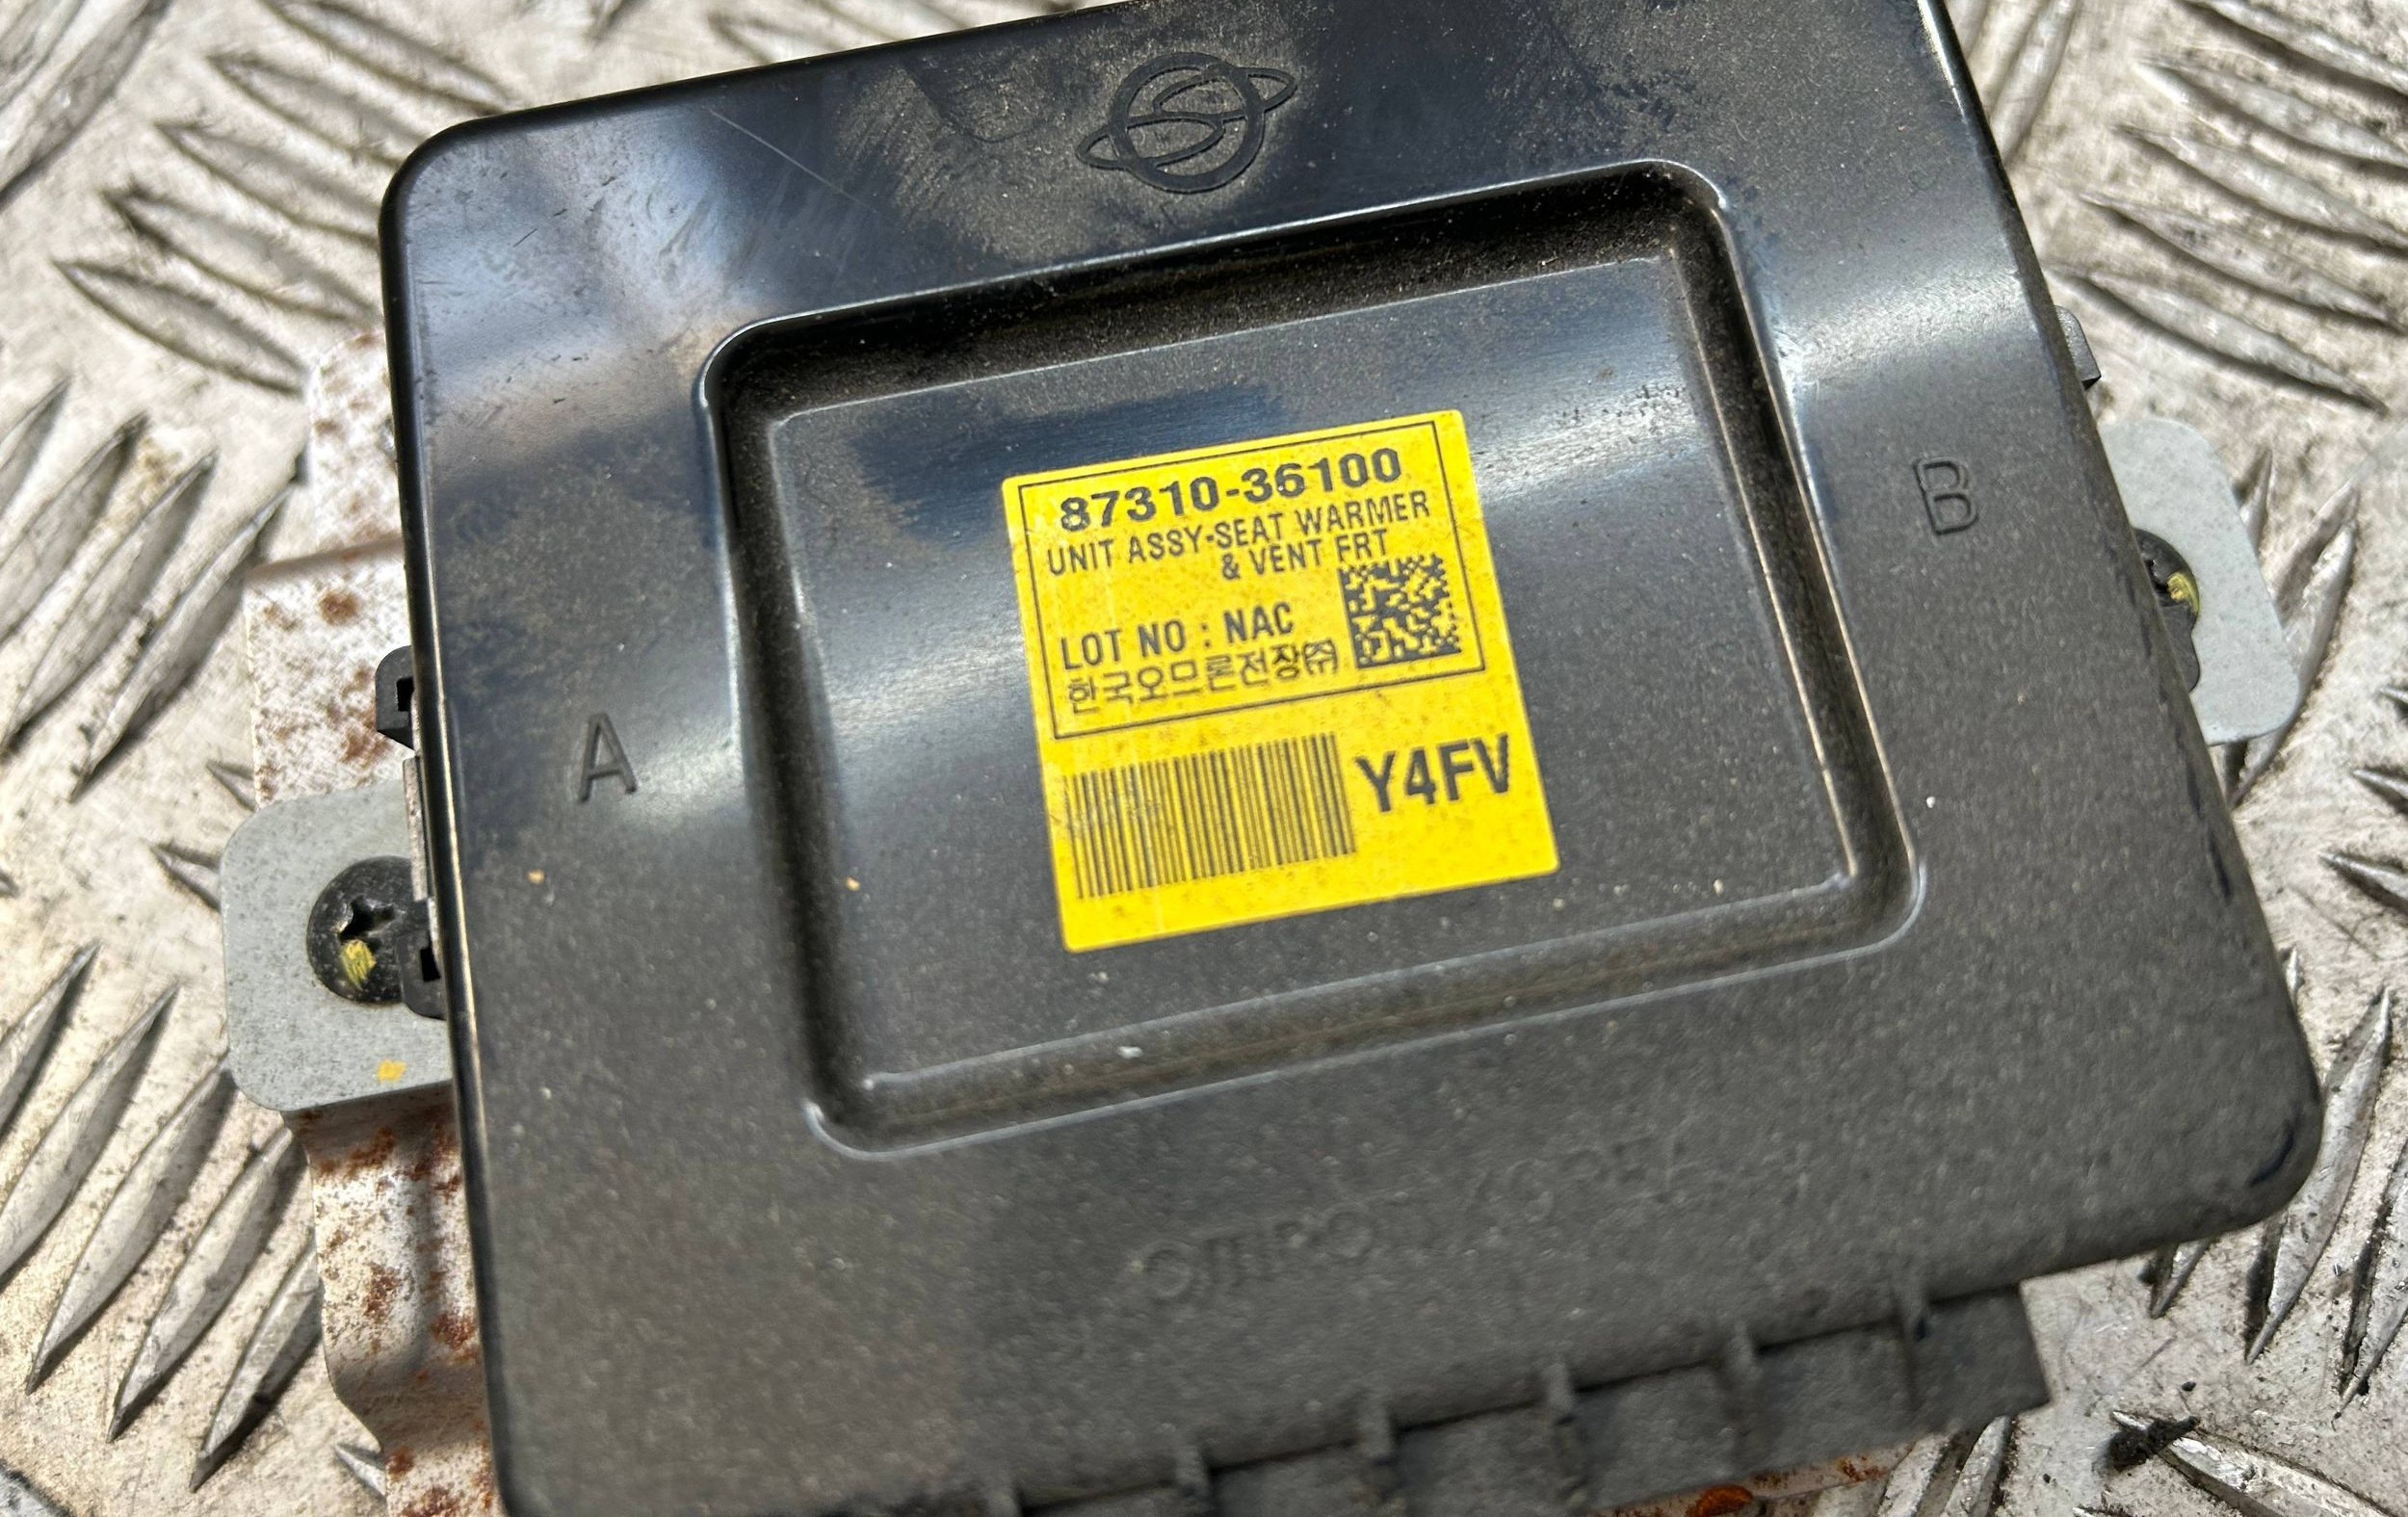 87310-36100
UNIT ASSY-SEAT WARMER
& VENT FRT
LOT NO : NAC
한국오므론전장㈜
Y4FV
A
B